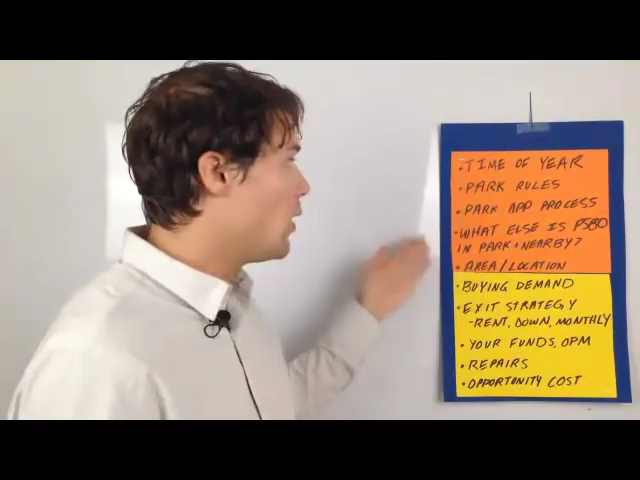 • TIME OF YEAR
• PARK RULES
• PARK APP PROCESS
• WHAT ELSE IS FSBO
IN PARK + NEARBY?
• AREA/LOCATION
• BUYING DEMAND
• EXIT STRATEGY
-RENT, DOWN, MONTHLY
• YOUR FUNDS, OPM
• REPAIRS
• OPPORTUNITY COST